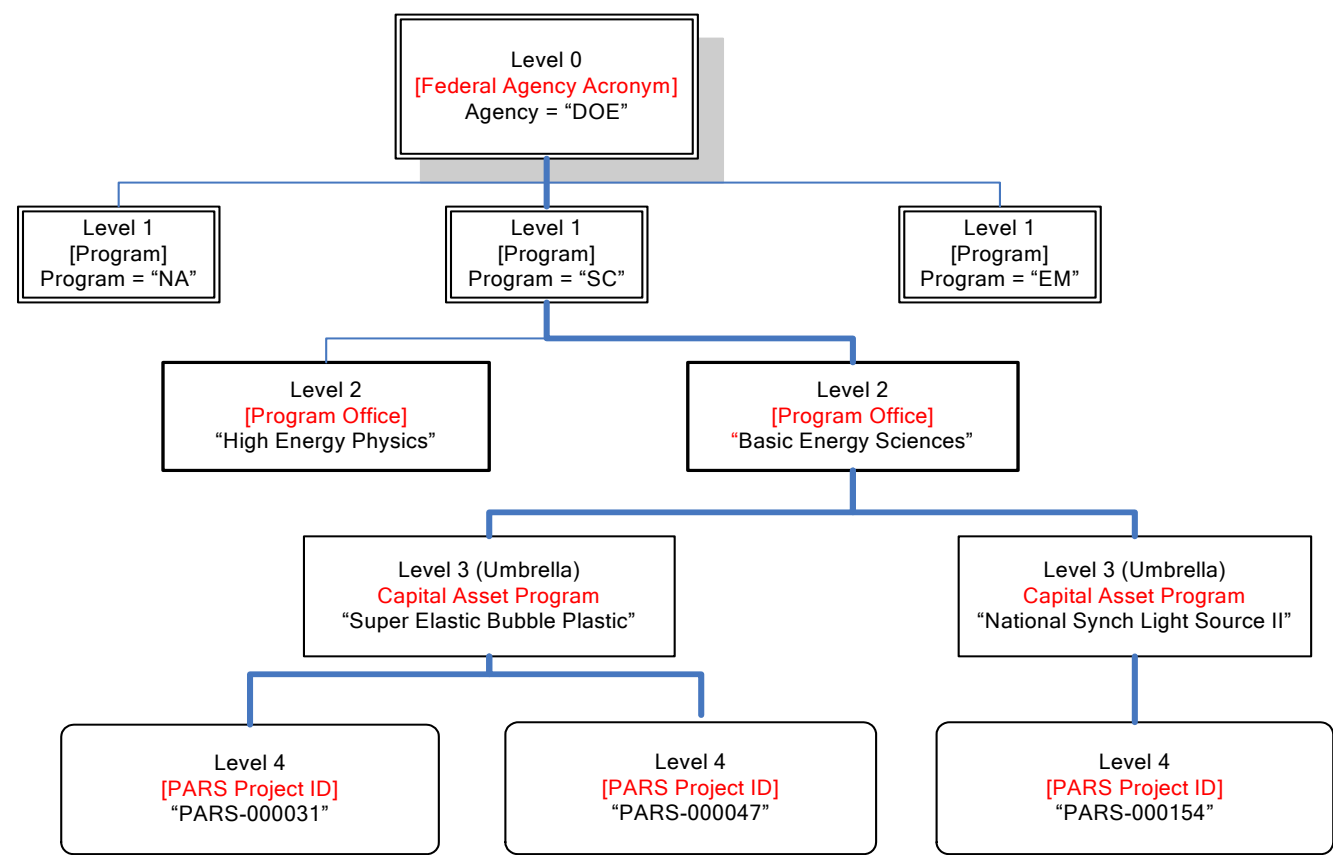 Level 0
[Federal Agency Acronym]
Agency = “DOE”
Level 1
[Program]
Program = “NA”
Level 1
[Program]
Program = “SC”
Level 1
[Program]
Program = “EM”
Level 2
[Program Office]
“High Energy Physics”
Level 2
[Program Office]
“Basic Energy Sciences”
Level 3 (Umbrella)
Capital Asset Program
“Super Elastic Bubble Plastic”
Level 3 (Umbrella)
Capital Asset Program
“National Synch Light Source II”
Level 4
[PARS Project ID]
“PARS-000031”
Level 4
[PARS Project ID]
“PARS-000047”
Level 4
[PARS Project ID]
“PARS-000154”